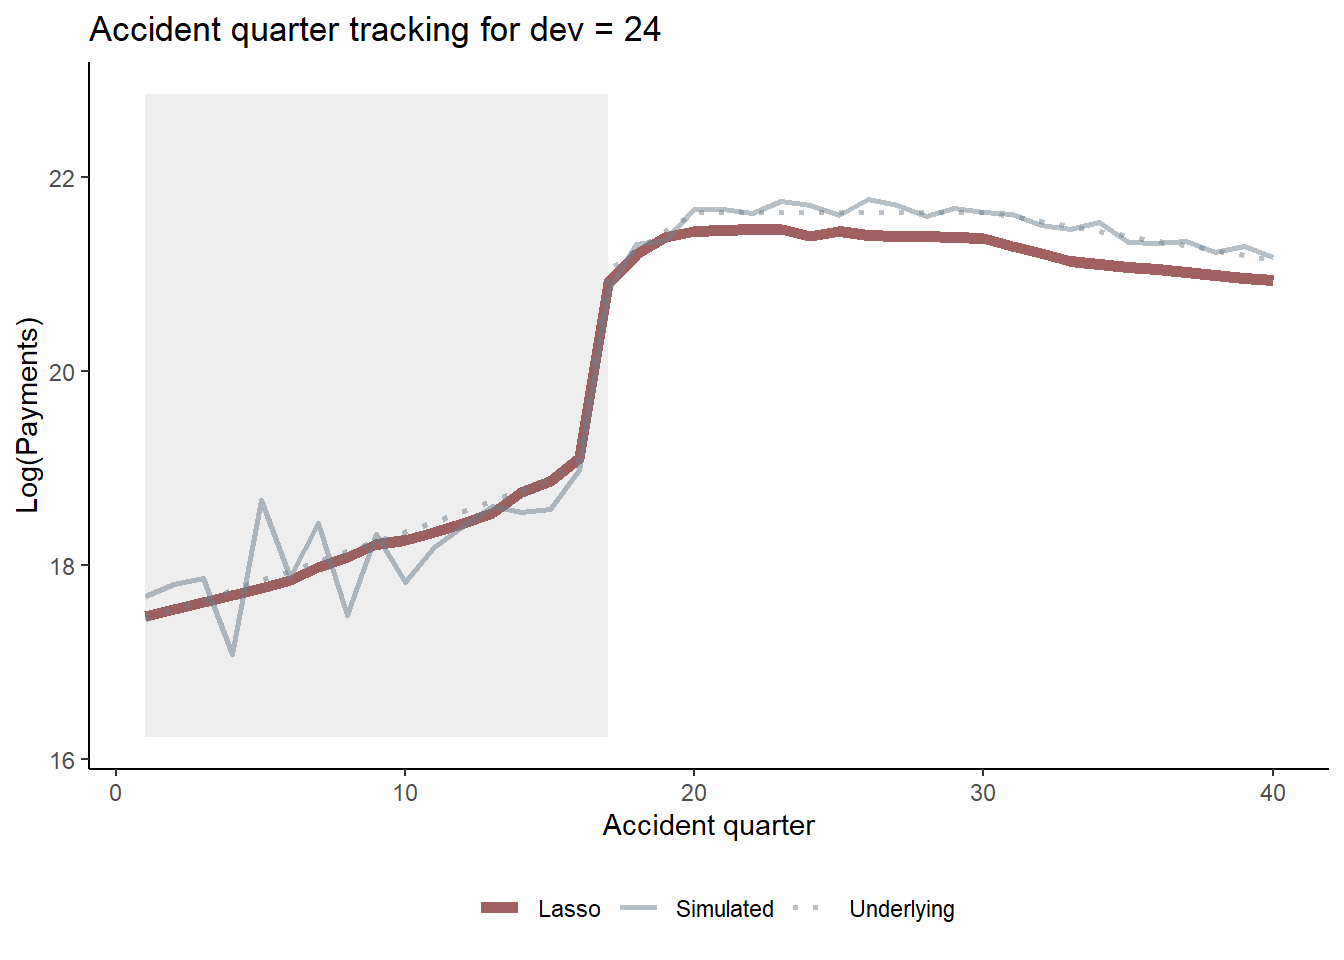 Accident quarter tracking for dev = 24
Log(Payments)
22
20
18
16
0 10 20 30 40
Accident quarter
Lasso Simulated Underlying